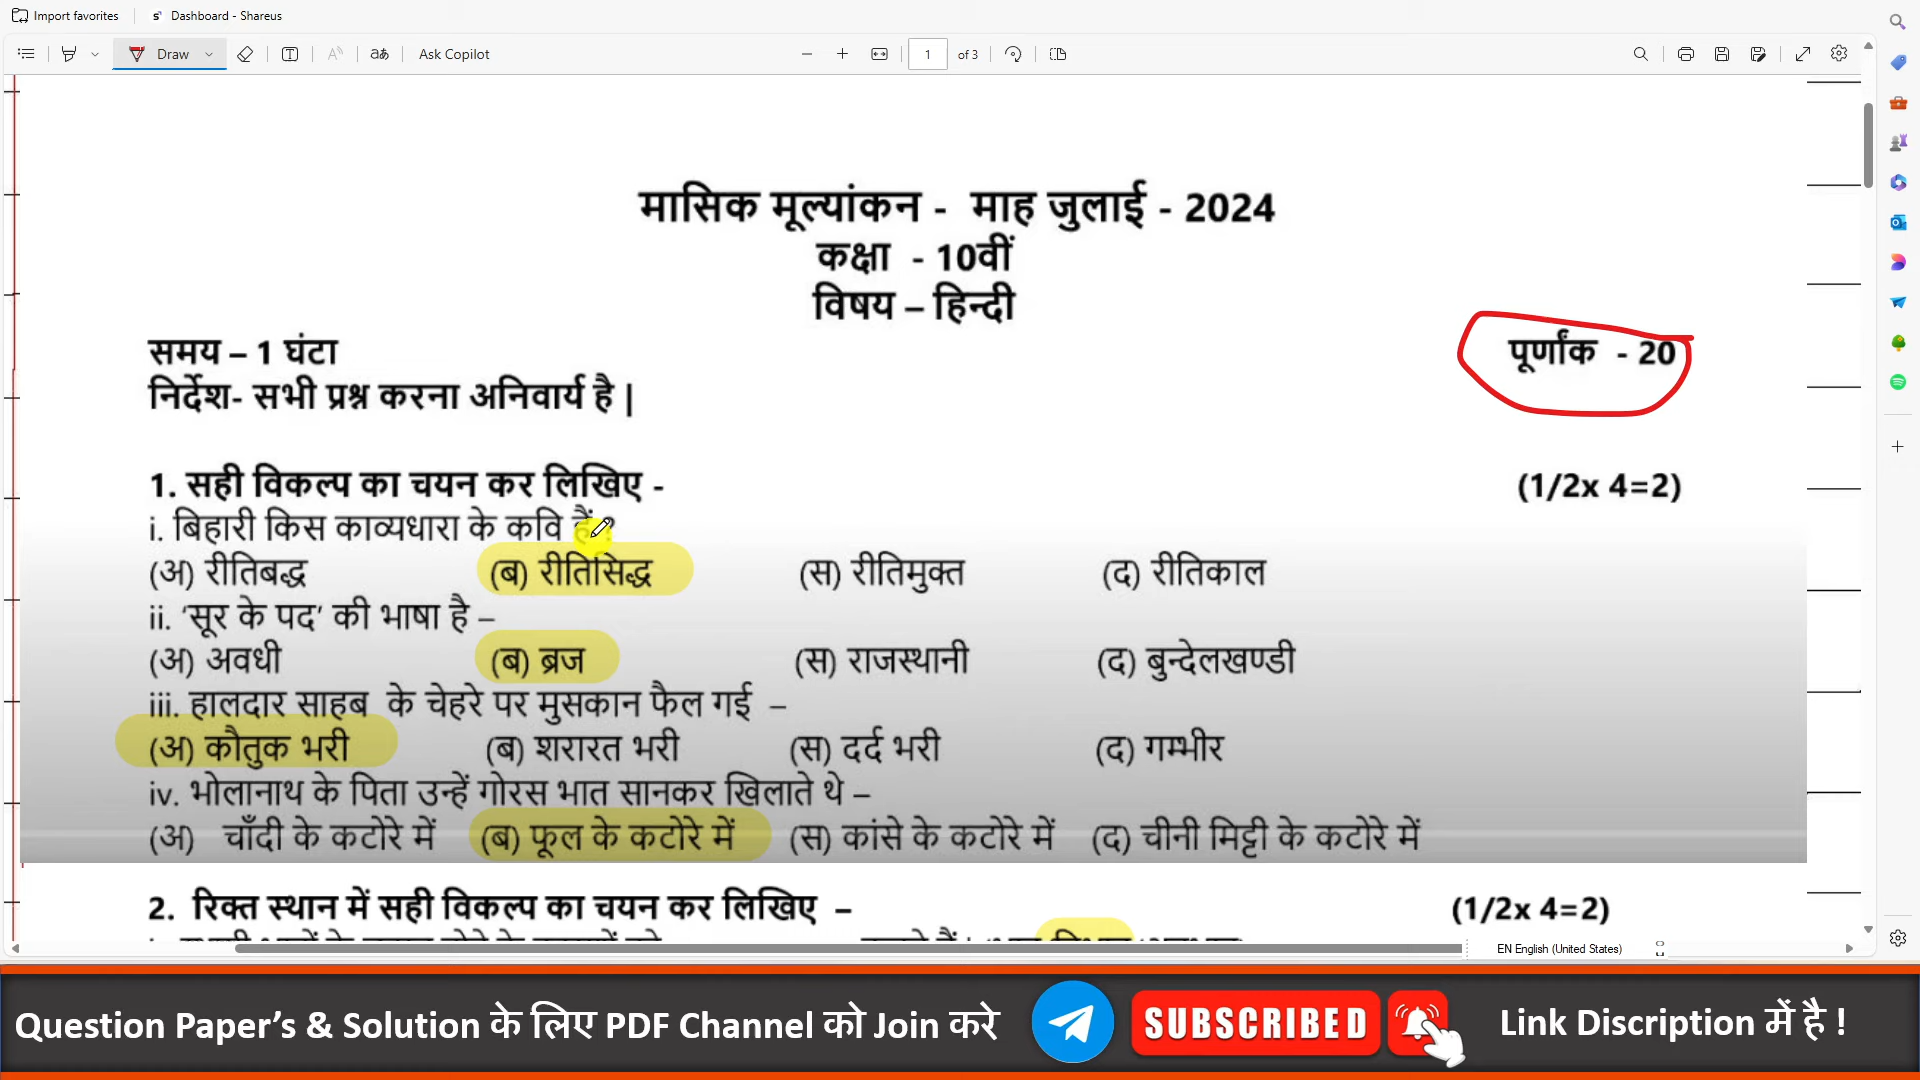 Import favorites
Dashboard - Shareus
Draw
Ask Copilot
1 of 3
मासिक मूल्यांकन - माह जुलाई - 2024
कक्षा - 10वीं
विषय – हिन्दी
समय – 1 घंटा
पूर्णांक - 20
निर्देश- सभी प्रश्न करना अनिवार्य है |
1. सही विकल्प का चयन कर लिखिए - (1/2x 4=2)
i. बिहारी किस काव्यधारा के कवि हैं?
(अ) रीतिबद्ध (ब) रीतिसिद्ध (स) रीतिमुक्त (द) रीतिकाल
ii. ‘सूर के पद’ की भाषा है –
(अ) अवधी (ब) ब्रज (स) राजस्थानी (द) बुन्देलखण्डी
iii. हालदार साहब के चेहरे पर मुसकान फैल गई –
(अ) कौतुक भरी (ब) शरारत भरी (स) दर्द भरी (द) गम्भीर
iv. भोलानाथ के पिता उन्हें गोरस भात सानकर खिलाते थे –
(अ) चाँदी के कटोरे में (ब) फूल के कटोरे में (स) कांसे के कटोरे में (द) चीनी मिट्टी के कटोरे में
2. रिक्त स्थान में सही विकल्प का चयन कर लिखिए – (1/2x 4=2)
EN English (United States)
Question Paper’s & Solution के लिए PDF Channel को Join करे
SUBSCRIBED
Link Discription में है !